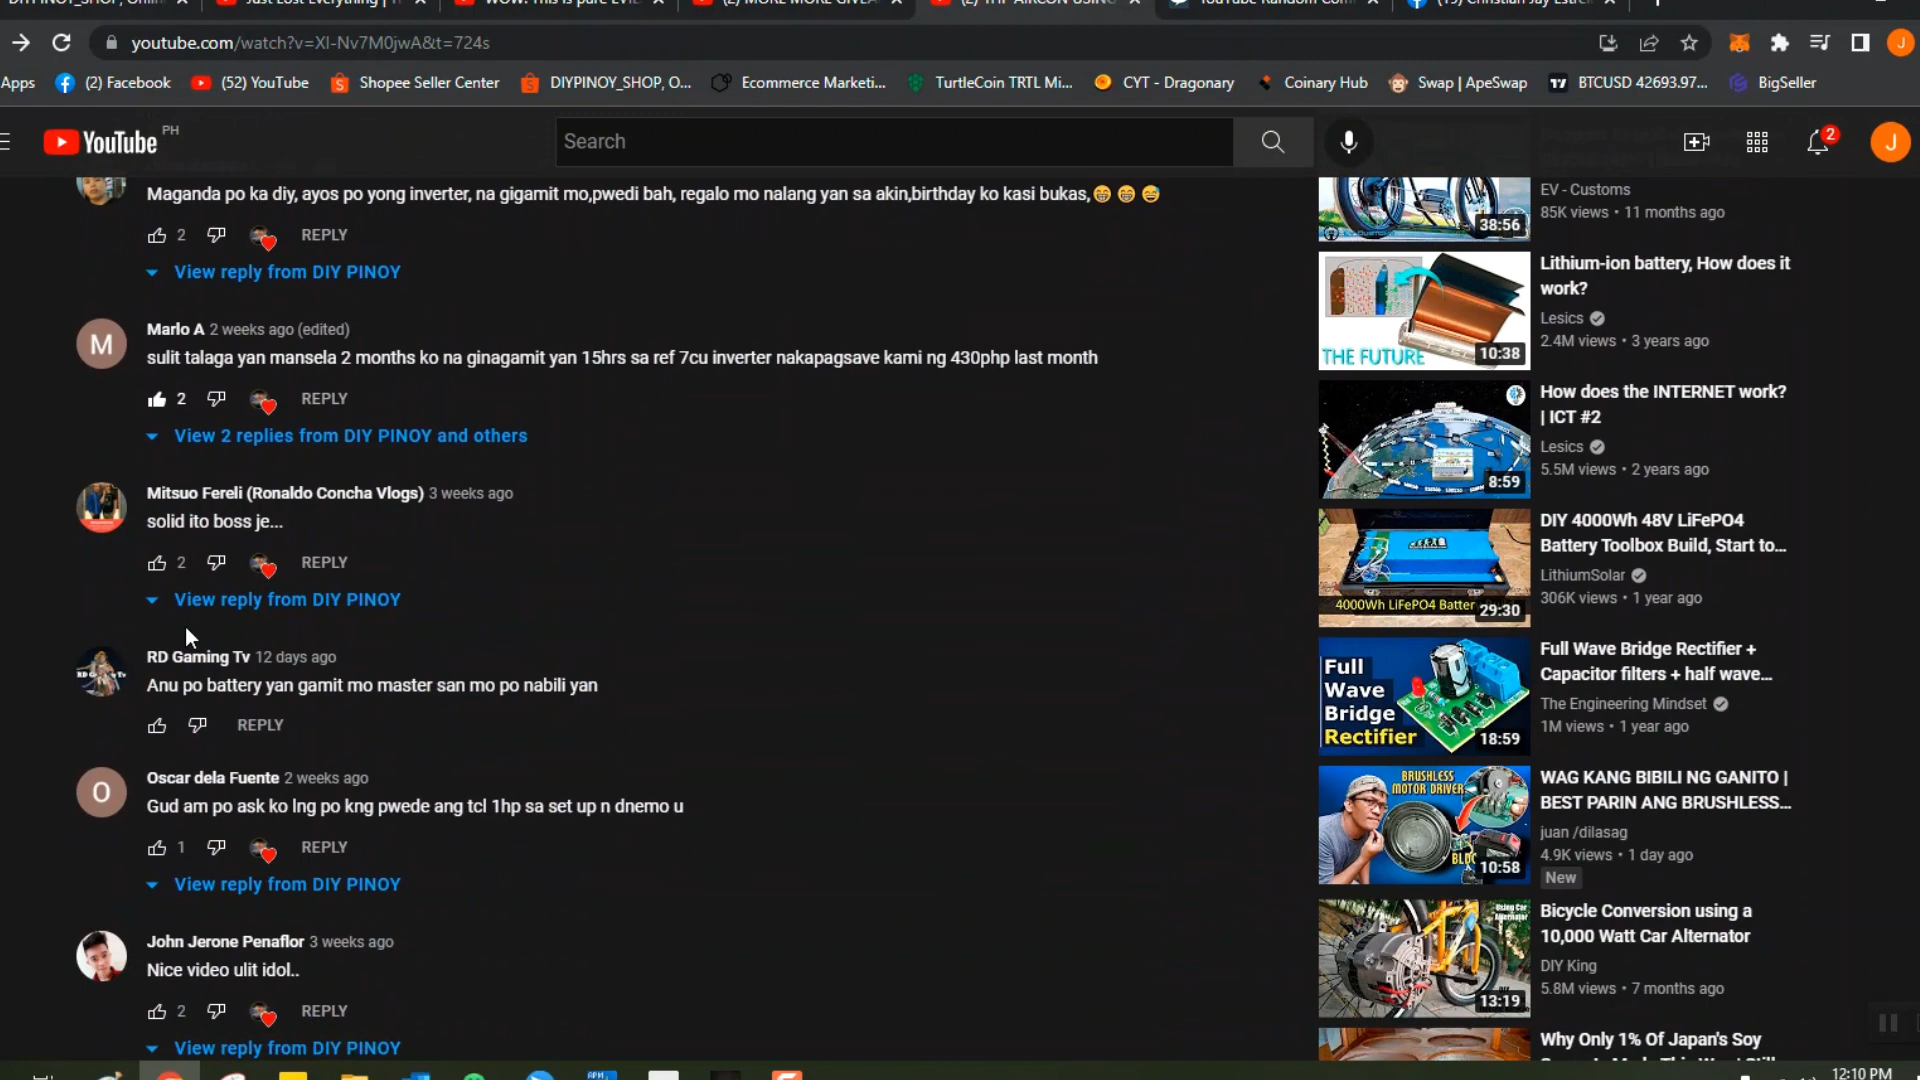 youtube.com/watch?v=XI-Nv7M0jwA&t=724s
Apps
(2) Facebook
(52) YouTube
Shopee Seller Center
DIYPINOY_SHOP, O...
Ecommerce Marketi...
TurtleCoin TRTL Mi...
CYT - Dragonary
Coinary Hub
Swap | ApeSwap
BTCUSD 42693.97...
BigSeller
YouTube PH
Search
2
J
Maganda po ka diy, ayos po yong inverter, na gigamit mo,pwedi bah, regalo mo nalang yan sa akin,birthday ko kasi bukas,😁 😁 😅
2 REPLY
View reply from DIY PINOY
M
Marlo A 2 weeks ago (edited)
sulit talaga yan mansela 2 months ko na ginagamit yan 15hrs sa ref 7cu inverter nakapagsave kami ng 430php last month
2 REPLY
View 2 replies from DIY PINOY and others
Mitsuo Fereli (Ronaldo Concha Vlogs) 3 weeks ago
solid ito boss je...
2 REPLY
View reply from DIY PINOY
RD Gaming Tv 12 days ago
Anu po battery yan gamit mo master san mo po nabili yan
REPLY
O
Oscar dela Fuente 2 weeks ago
Gud am po ask ko lng po kng pwede ang tcl 1hp sa set up n dnemo u
1 REPLY
View reply from DIY PINOY
John Jerone Penaflor 3 weeks ago
Nice video ulit idol..
2 REPLY
View reply from DIY PINOY
38:56
EV - Customs
85K views • 11 months ago
THE FUTURE
10:38
Lithium-ion battery, How does it
work?
Lesics
2.4M views • 3 years ago
8:59
How does the INTERNET work?
| ICT #2
Lesics
5.5M views • 2 years ago
4000Wh LiFePO4 Batter
29:30
DIY 4000Wh 48V LiFePO4
Battery Toolbox Build, Start to...
LithiumSolar
306K views • 1 year ago
Full
Wave
Bridge
Rectifier
18:59
Full Wave Bridge Rectifier +
Capacitor filters + half wave...
The Engineering Mindset
1M views • 1 year ago
BRUSHLESS
MOTOR DRIVER
10:58
WAG KANG BIBILI NG GANITO |
BEST PARIN ANG BRUSHLESS...
juan /dilasag
4.9K views • 1 day ago
New
Using Car
Alternator
13:19
Bicycle Conversion using a
10,000 Watt Car Alternator
DIY King
5.8M views • 7 months ago
Why Only 1% Of Japan's Soy
12:10 PM